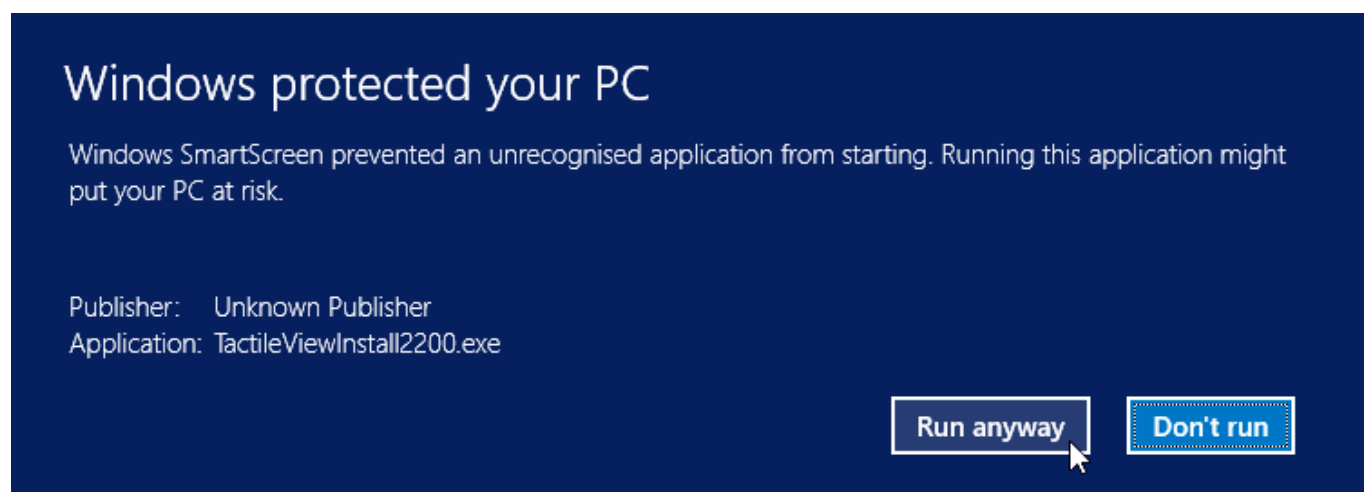 Windows protected your PC
Windows SmartScreen prevented an unrecognised application from starting. Running this application might
put your PC at risk.
Publisher: Unknown Publisher
Application: TactileViewInstall2200.exe
Run anyway Don't run